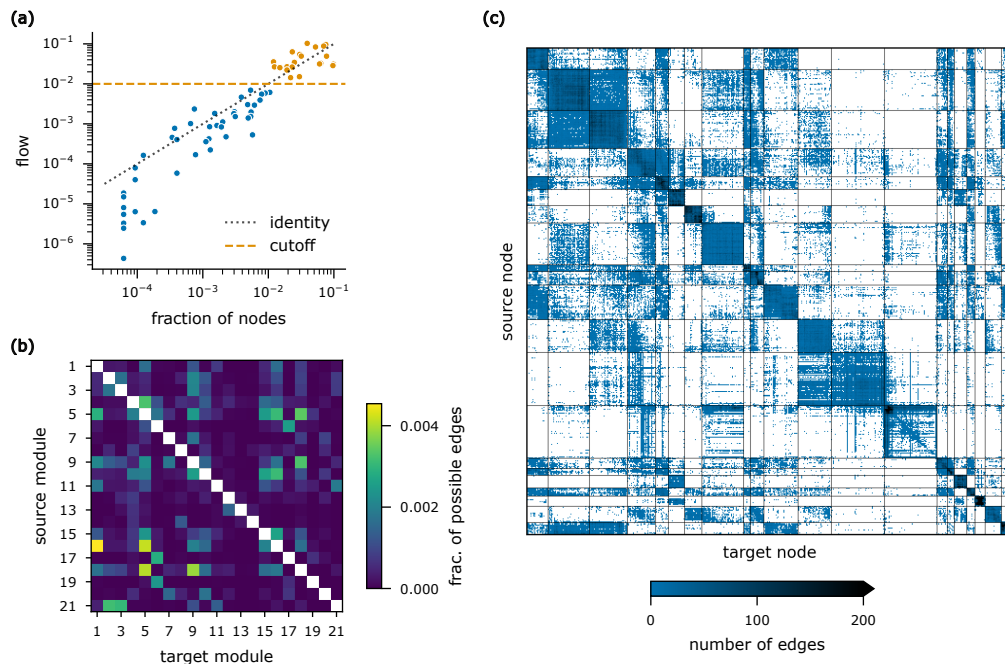 (a)
10⁻¹
10⁻²
10⁻³
10⁻⁴
10⁻⁵
10⁻⁶
flow
identity
cutoff
10⁻⁴ 10⁻³ 10⁻² 10⁻¹
fraction of nodes
(b)
1
3
5
7
9
11
13
15
17
19
21
source module
1 3 5 7 9 11 13 15 17 19 21
target module
0.004
0.002
0.000
frac. of possible edges
(c)
source node
target node
0 100 200
number of edges